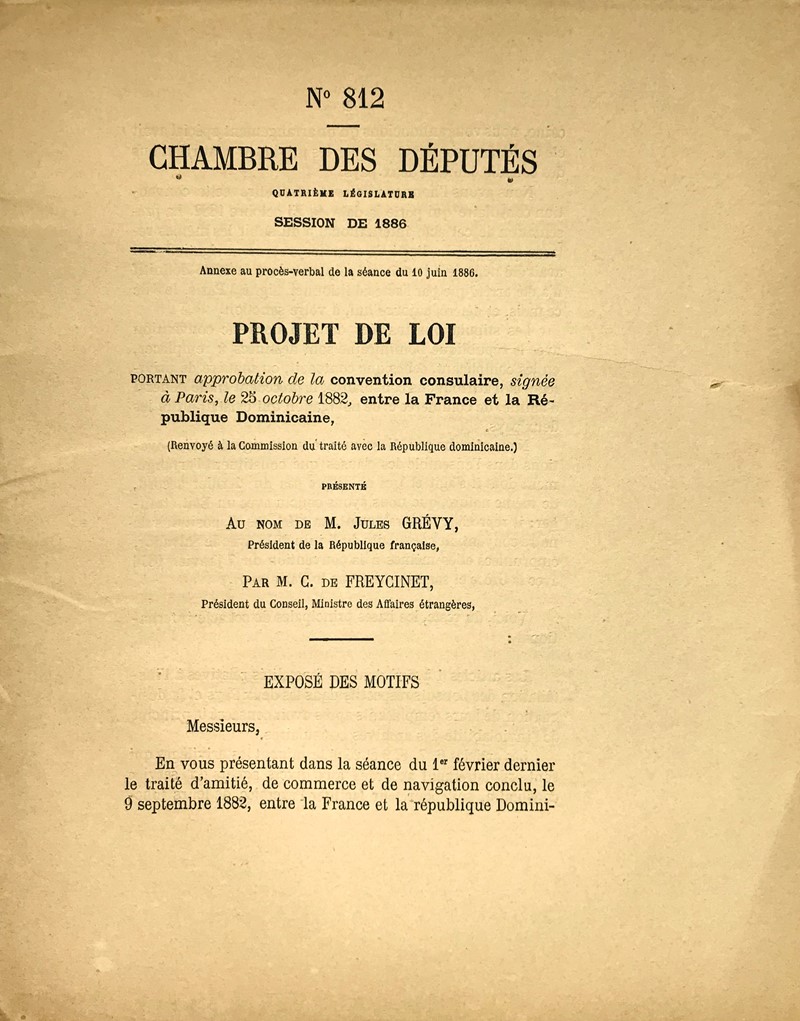 N° 812
CHAMBRE DES DÉPUTÉS
QUATRIÈME LÉGISLATURE
SESSION DE 1886
Annexe au procès-verbal de la séance du 10 juin 1886.
PROJET DE LOI
PORTANT approbation de la convention consulaire, signée
à Paris, le 25 octobre 1882, entre la France et la Ré-
publique Dominicaine,
(Renvoyé à la Commission du traité avec la République dominicaine.)
PRÉSENTÉ
AU NOM DE M. JULES GRÉVY,
Président de la République française,
PAR M. C. DE FREYCINET,
Président du Conseil, Ministre des Affaires étrangères,
EXPOSÉ DES MOTIFS
Messieurs,
En vous présentant dans la séance du 1er février dernier
le traité d'amitié, de commerce et de navigation conclu, le
9 septembre 1882, entre la France et la république Domini-